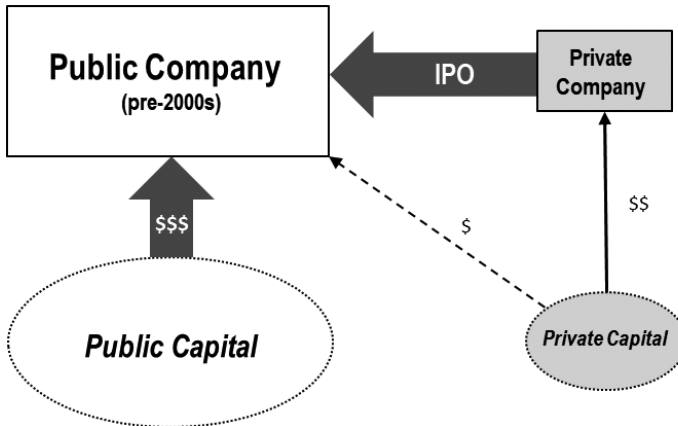 Public Company
(pre-2000s)
IPO
Private
Company
$$$
$
$$
Public Capital
Private Capital